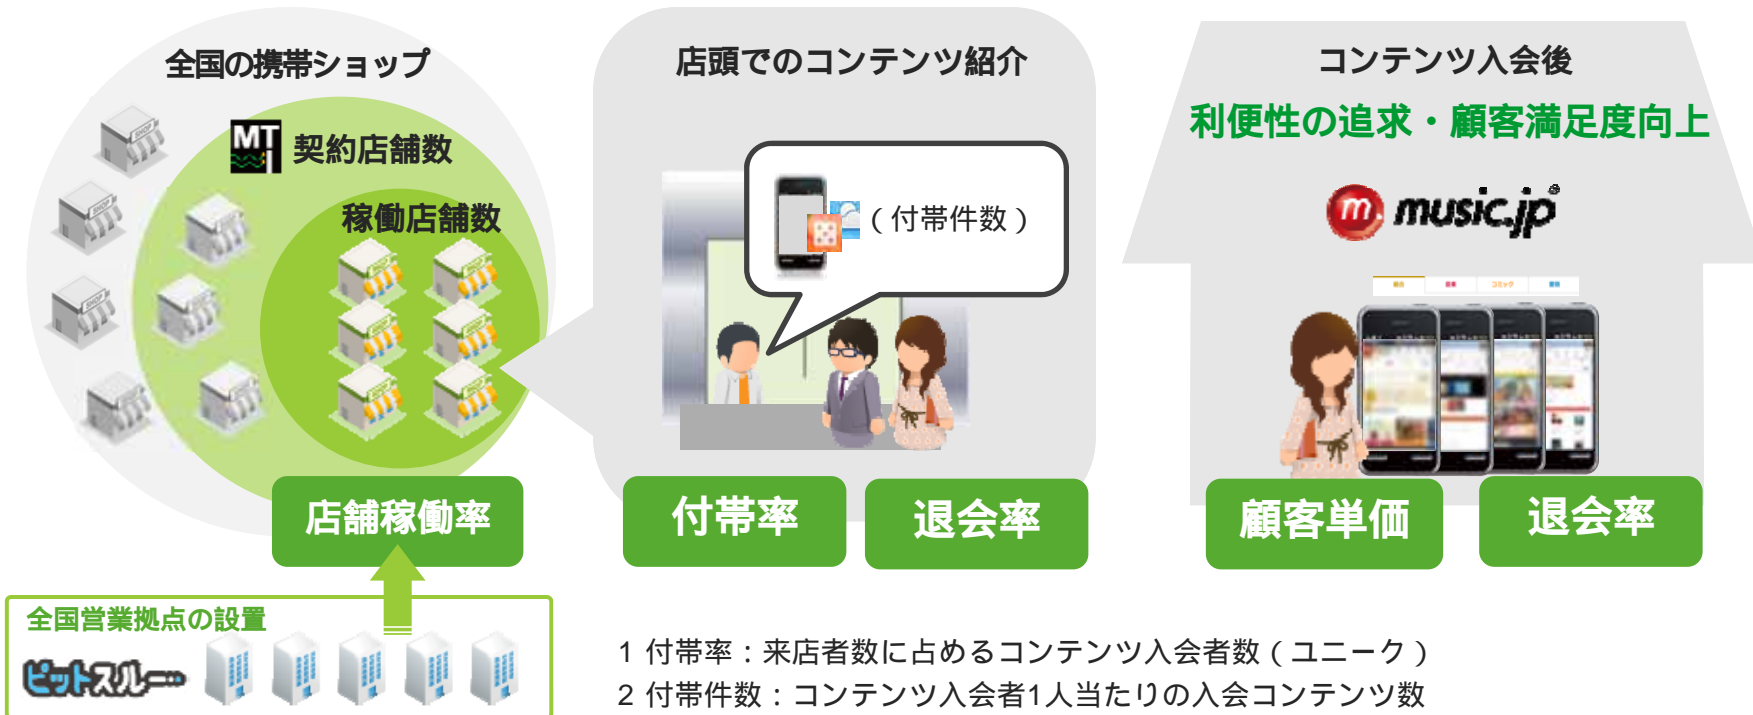 全国の携帯ショップ
MTI 契約店舗数
稼働店舗数
店舗稼働率
全国営業拠点の設置
ピットスルー
店頭でのコンテンツ紹介
（付帯件数）
付帯率
退会率
コンテンツ入会後
利便性の追求・顧客満足度向上
m. music.jp
顧客単価
退会率
1 付帯率：来店者数に占めるコンテンツ入会者数（ユニーク）
2 付帯件数：コンテンツ入会者1人当たりの入会コンテンツ数